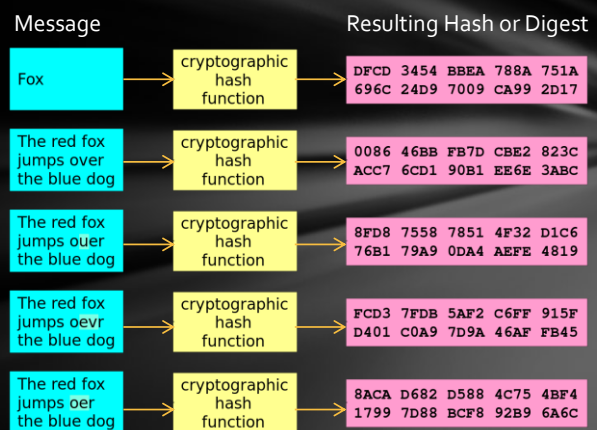 Message
Resulting Hash or Digest
Fox
cryptographic
hash
function
DFCD 3454 BBEA 788A 751A
696C 24D9 7009 CA99 2D17
The red fox
jumps over
the blue dog
cryptographic
hash
function
0086 46BB FB7D CBE2 823C
ACC7 6CD1 90B1 EE6E 3ABC
The red fox
jumps ouer
the blue dog
cryptographic
hash
function
8FD8 7558 7851 4F32 D1C6
76B1 79A9 0DA4 AEFE 4819
The red fox
jumps oevr
the blue dog
cryptographic
hash
function
FCD3 7FDB 5AF2 C6FF 915F
D401 C0A9 7D9A 46AF FB45
The red fox
jumps oer
the blue dog
cryptographic
hash
function
8ACA D682 D588 4C75 4BF4
1799 7D88 BCF8 92B9 6A6C